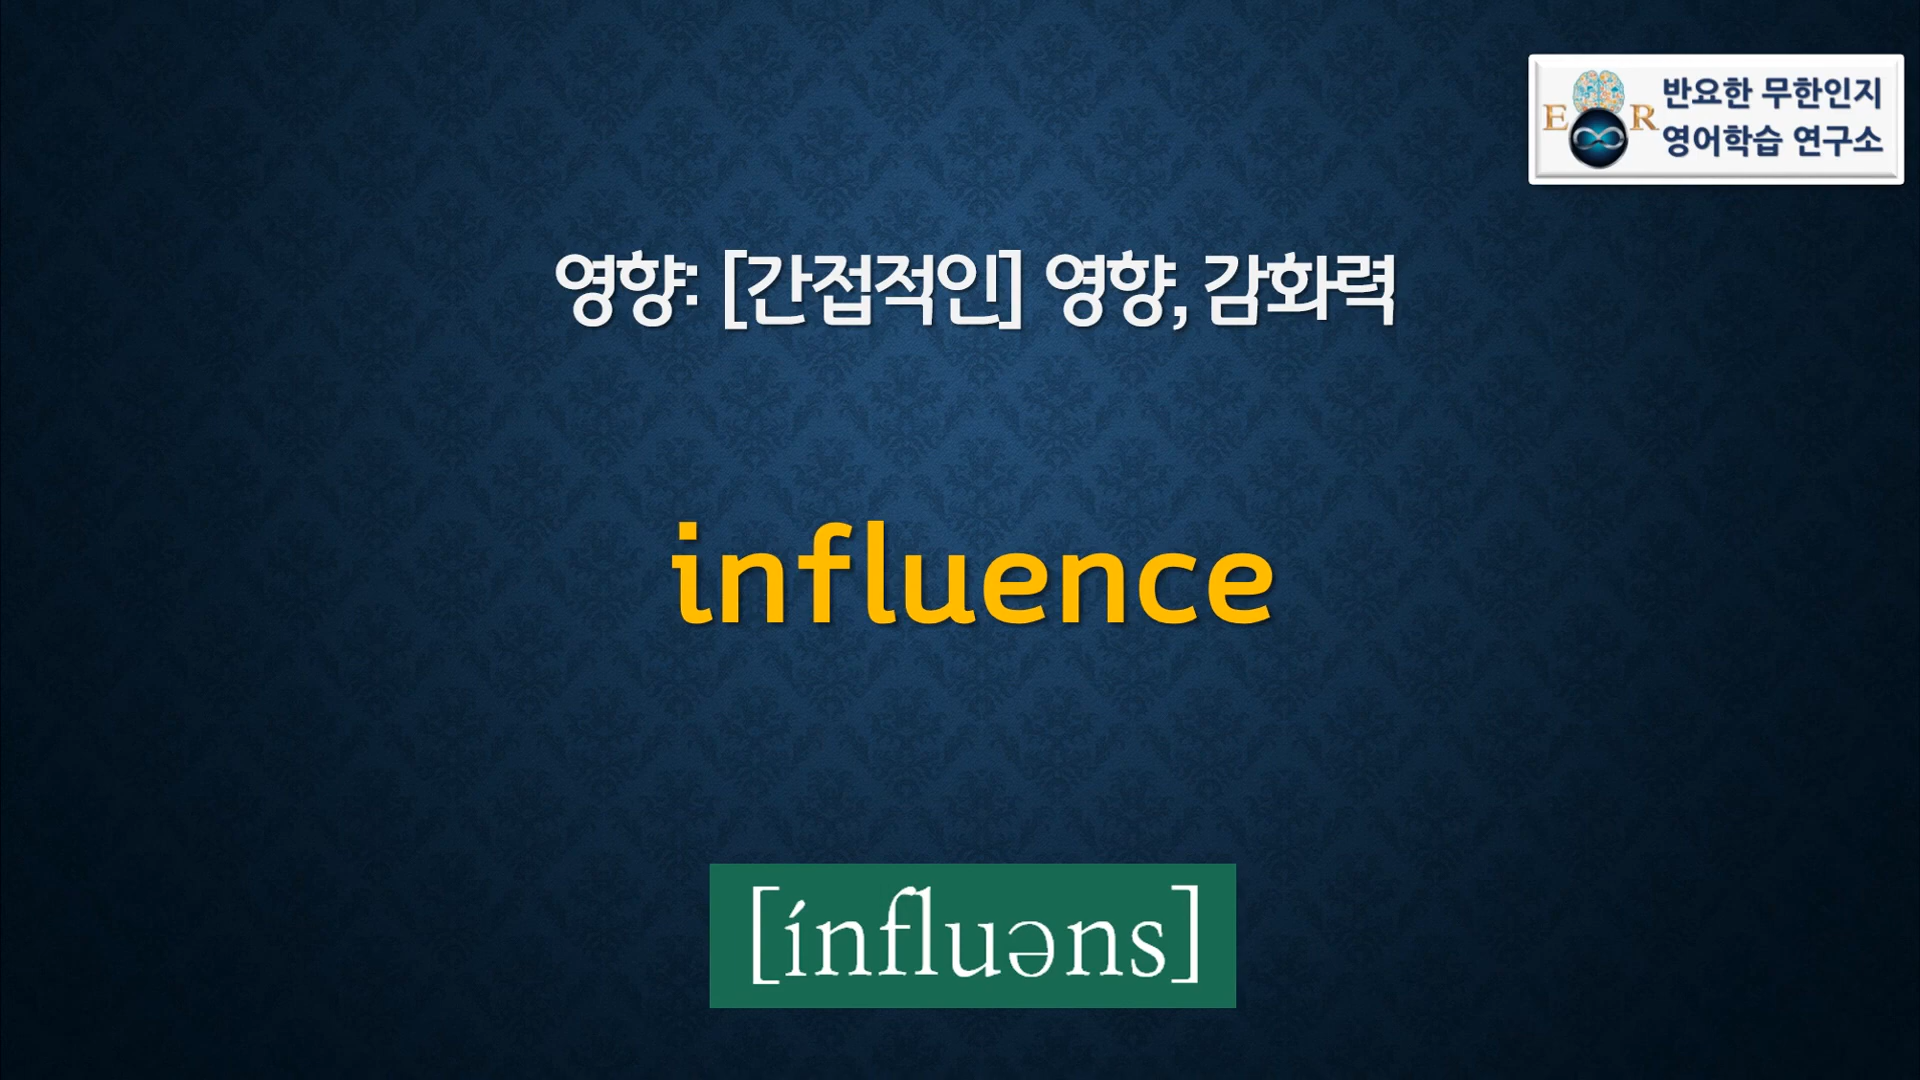 E R 반요한 무한인지
영어학습 연구소
영향: [간접적인] 영향, 감화력
influence
[ínfluəns]